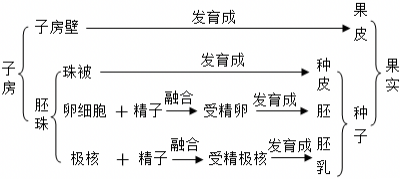 子房
子房壁 发育成 果皮
胚珠
珠被 发育成 种皮
卵细胞 + 精子 融合 受精卵 发育成 胚
极核 + 精子 融合 受精极核 发育成 胚乳
种子
果实